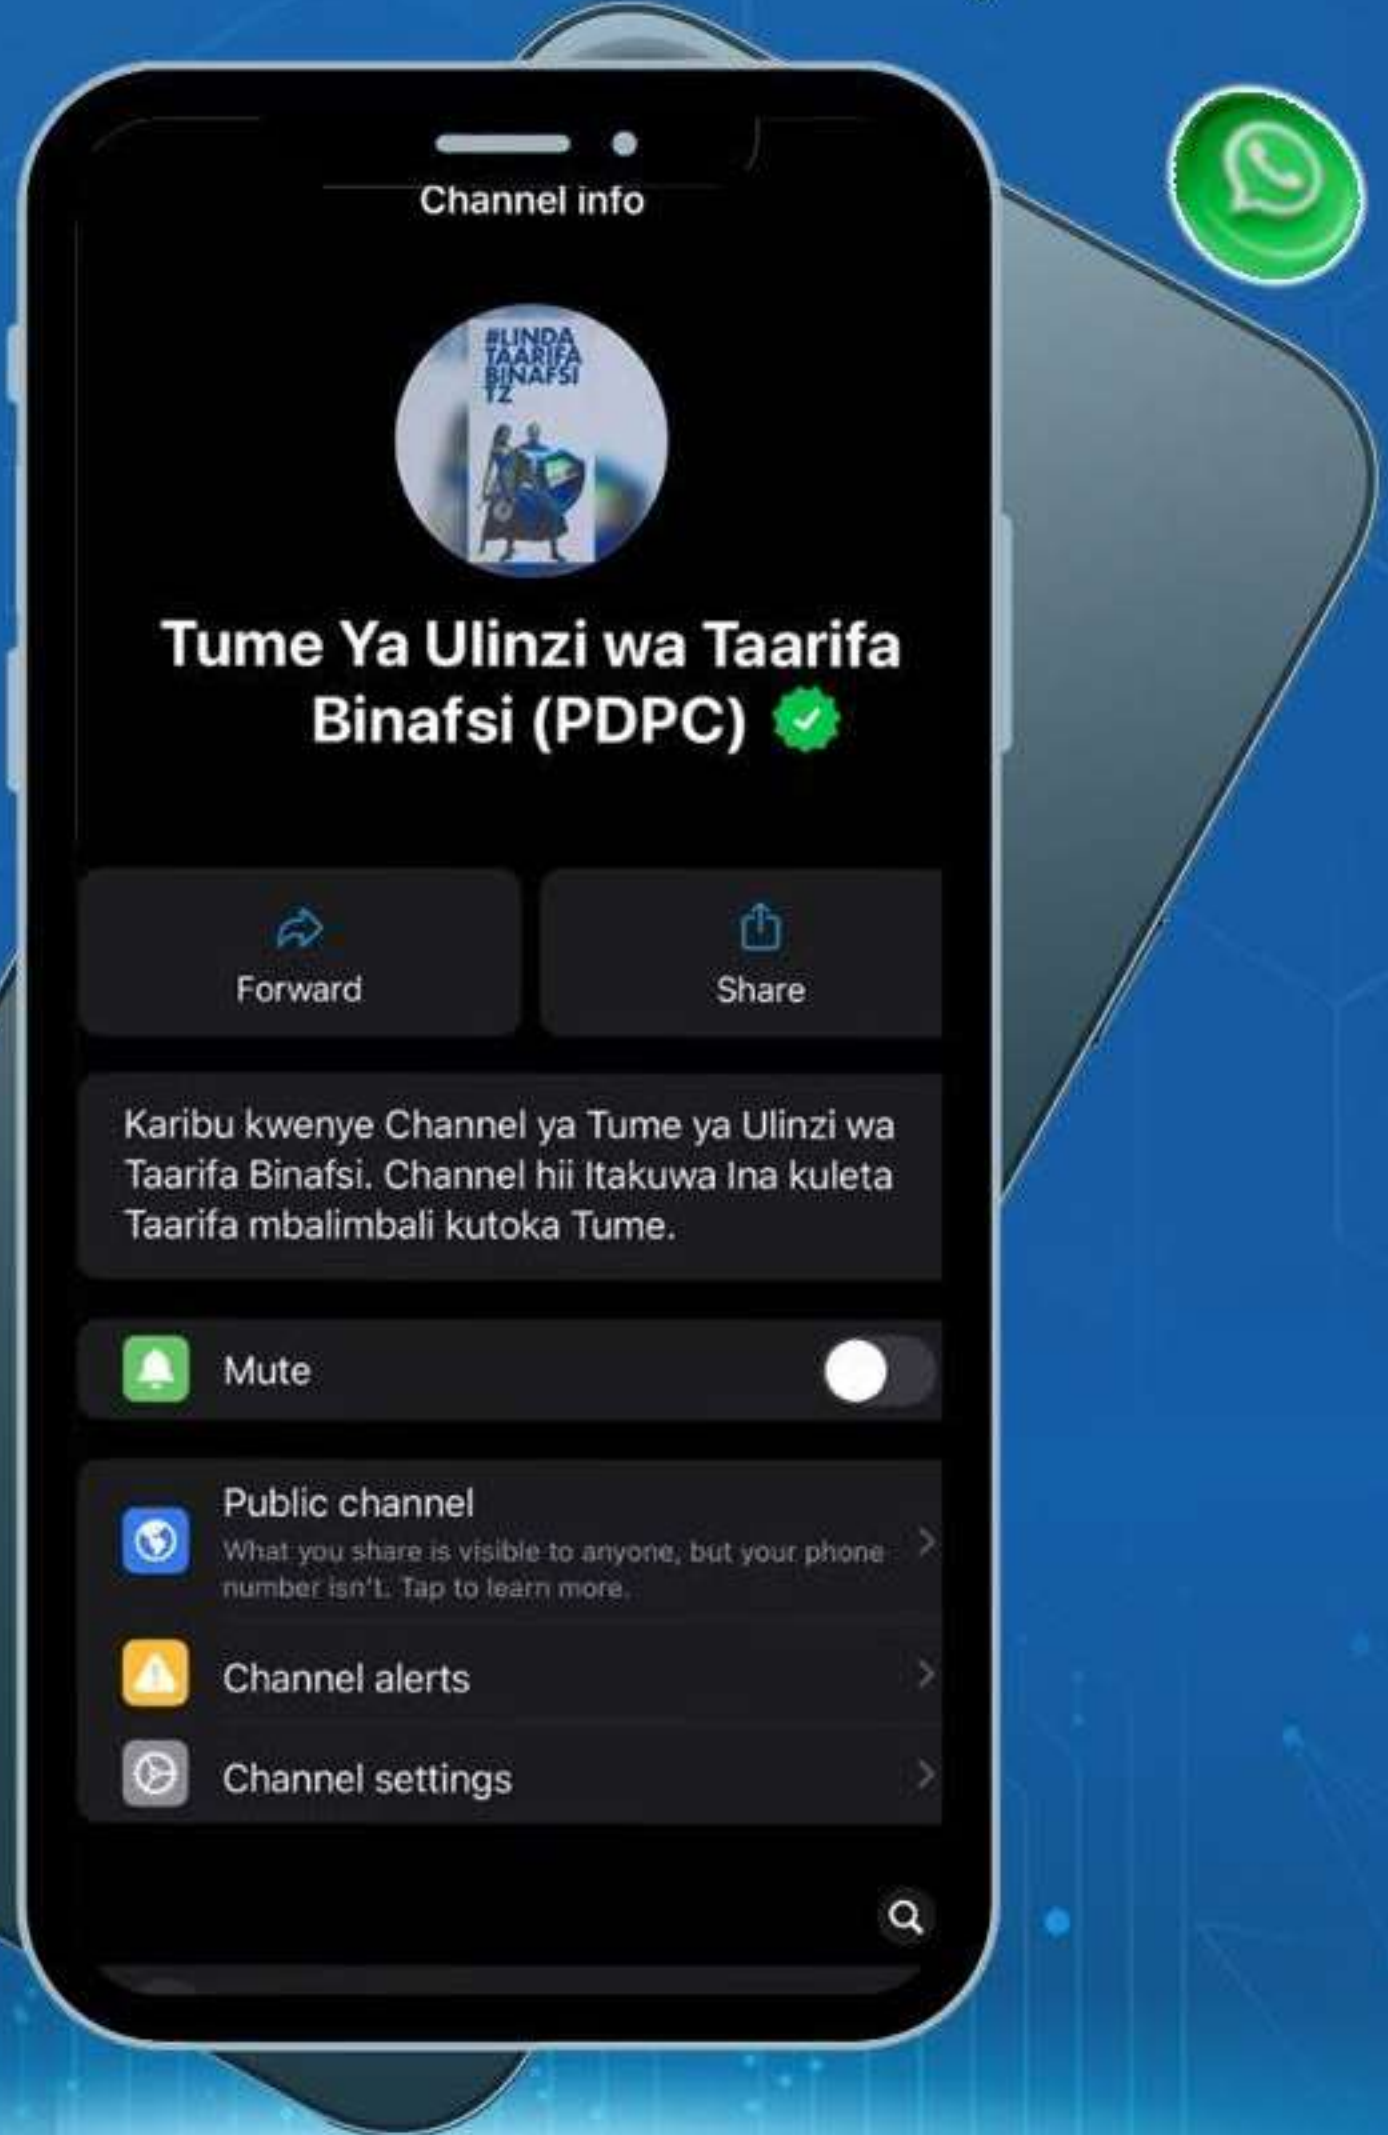 Channel info
#LINDA
TAARIFA
BINAFSI
TZ
Tume Ya Ulinzi wa Taarifa
Binafsi (PDPC)
Forward
Share
Karibu kwenye Channel ya Tume ya Ulinzi wa
Taarifa Binafsi. Channel hii Itakuwa Ina kuleta
Taarifa mbalimbali kutoka Tume.
Mute
Public channel
What you share is visible to anyone, but your phone
number isn't. Tap to learn more.
Channel alerts
Channel settings